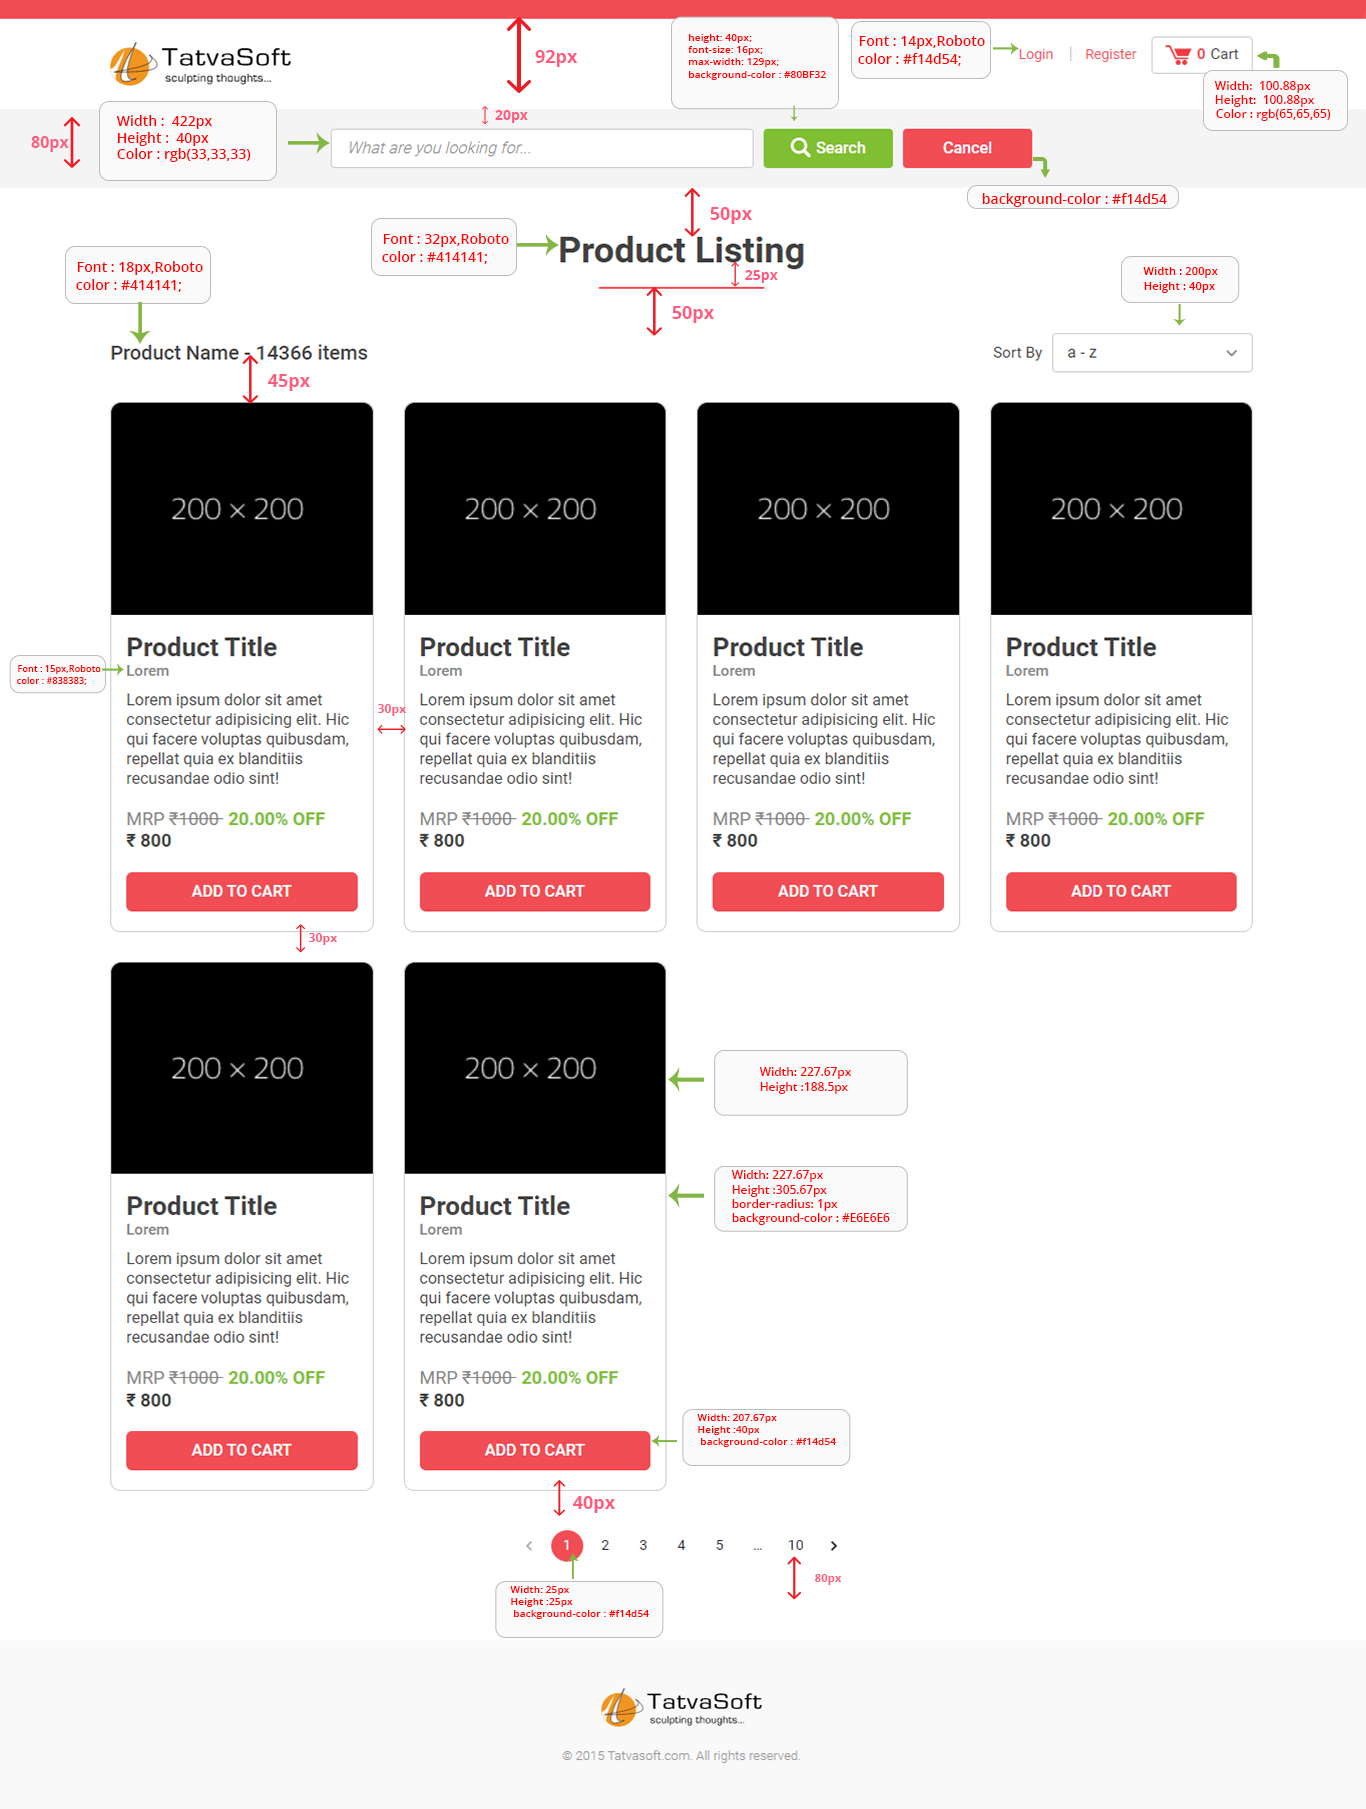 TatvaSoft
sculpting thoughts...
92px
height: 40px;
font-size: 16px;
max-width: 129px;
background-color : #80BF32
Font : 14px,Roboto
color : #f14d54;
Login | Register
0 Cart
Width: 100.88px
Height: 100.88px
Color : rgb(65,65,65)
80px
Width : 422px
Height : 40px
Color : rgb(33,33,33)
20px
What are you looking for...
Search
Cancel
background-color : #f14d54
50px
Font : 32px,Roboto
color : #414141;
Product Listing
25px
50px
Font : 18px,Roboto
color : #414141;
Width : 200px
Height : 40px
Product Name - 14366 items
Sort By
a - z
45px
200 × 200
200 × 200
200 × 200
200 × 200
Font : 15px,Roboto
color : #838383;
Product Title
Lorem
Lorem ipsum dolor sit amet
consectetur adipisicing elit. Hic
qui facere voluptas quibusdam,
repellat quia ex blanditiis
recusandae odio sint!
MRP ₹1000 20.00% OFF
₹ 800
ADD TO CART
30px
Product Title
Lorem
Lorem ipsum dolor sit amet
consectetur adipisicing elit. Hic
qui facere voluptas quibusdam,
repellat quia ex blanditiis
recusandae odio sint!
MRP ₹1000 20.00% OFF
₹ 800
ADD TO CART
Product Title
Lorem
Lorem ipsum dolor sit amet
consectetur adipisicing elit. Hic
qui facere voluptas quibusdam,
repellat quia ex blanditiis
recusandae odio sint!
MRP ₹1000 20.00% OFF
₹ 800
ADD TO CART
Product Title
Lorem
Lorem ipsum dolor sit amet
consectetur adipisicing elit. Hic
qui facere voluptas quibusdam,
repellat quia ex blanditiis
recusandae odio sint!
MRP ₹1000 20.00% OFF
₹ 800
ADD TO CART
30px
200 × 200
200 × 200
Width: 227.67px
Height :188.5px
Width: 227.67px
Height :305.67px
border-radius: 1px
background-color : #E6E6E6
Product Title
Lorem
Lorem ipsum dolor sit amet
consectetur adipisicing elit. Hic
qui facere voluptas quibusdam,
repellat quia ex blanditiis
recusandae odio sint!
MRP ₹1000 20.00% OFF
₹ 800
ADD TO CART
Product Title
Lorem
Lorem ipsum dolor sit amet
consectetur adipisicing elit. Hic
qui facere voluptas quibusdam,
repellat quia ex blanditiis
recusandae odio sint!
MRP ₹1000 20.00% OFF
₹ 800
ADD TO CART
Width: 207.67px
Height :40px
background-color : #f14d54
40px
‹ 1 2 3 4 5 ... 10 ›
80px
Width: 25px
Height :25px
background-color : #f14d54
TatvaSoft
sculpting thoughts...
© 2015 Tatvasoft.com. All rights reserved.